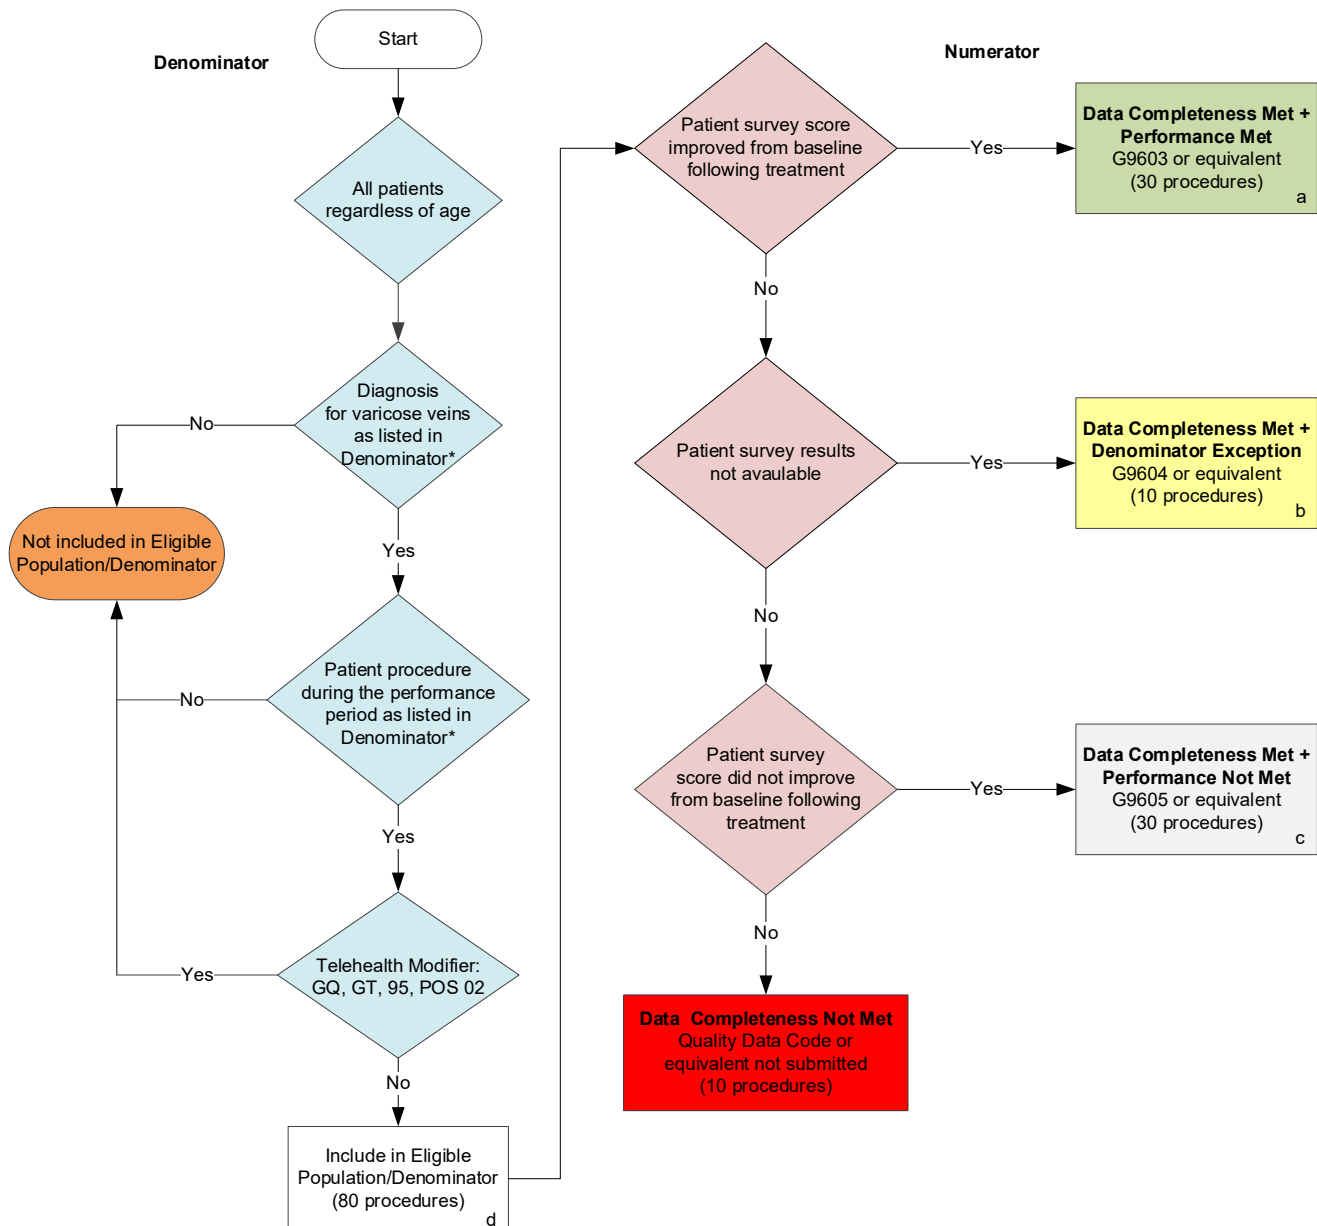 Denominator
Start
All patients
regardless of age
Diagnosis
for varicose veins
as listed in
Denominator*
No
Not included in Eligible
Population/Denominator
Yes
Patient procedure
during the performance
period as listed in
Denominator*
No
Yes
Telehealth Modifier:
GQ, GT, 95, POS 02
Yes
No
Include in Eligible
Population/Denominator
(80 procedures)
d
Numerator
Patient survey score
improved from baseline
following treatment
Yes
Data Completeness Met +
Performance Met
G9603 or equivalent
(30 procedures)
a
No
Patient survey results
not avaulable
Yes
Data Completeness Met +
Denominator Exception
G9604 or equivalent
(10 procedures)
b
No
Patient survey
score did not improve
from baseline following
treatment
Yes
Data Completeness Met +
Performance Not Met
G9605 or equivalent
(30 procedures)
c
No
Data Completeness Not Met
Quality Data Code or
equivalent not submitted
(10 procedures)